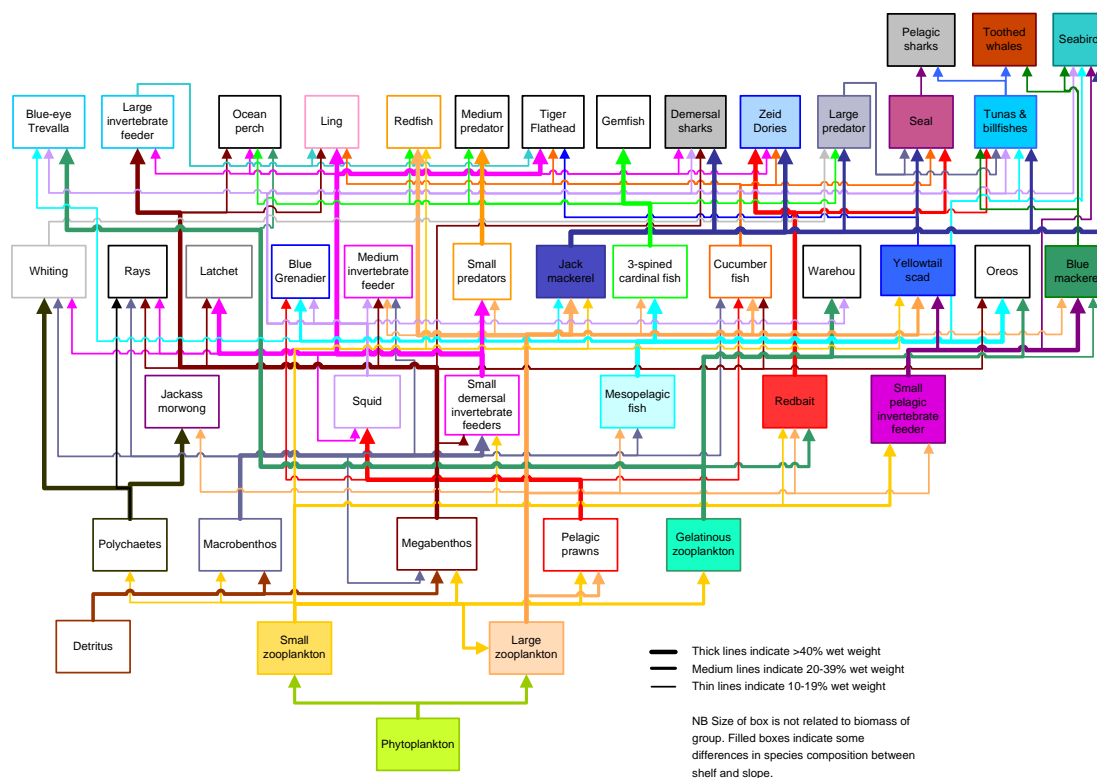 Pelagic
sharks
Toothed
whales
Seabird
Blue-eye
Trevalla
Large
invertebrate
feeder
Ocean
perch
Ling
Redfish
Medium
predator
Tiger
Flathead
Gemfish
Demersal
sharks
Zeid
Dories
Large
predator
Seal
Tunas &
billfishes
Whiting
Rays
Latchet
Blue
Grenadier
Medium
invertebrate
feeder
Small
predators
Jack
mackerel
3-spined
cardinal fish
Cucumber
fish
Warehou
Yellowtail
scad
Oreos
Blue
mackere
Jackass
morwong
Squid
Small
demersal
invertebrate
feeders
Mesopelagic
fish
Redbait
Small
pelagic
invertebrate
feeder
Polychaetes
Macrobenthos
Megabenthos
Pelagic
prawns
Gelatinous
zooplankton
Detritus
Small
zooplankton
Large
zooplankton
Phytoplankton
Thick lines indicate >40% wet weight
Medium lines indicate 20-39% wet weight
Thin lines indicate 10-19% wet weight
NB Size of box is not related to biomass of
group. Filled boxes indicate some
differences in species composition between
shelf and slope.